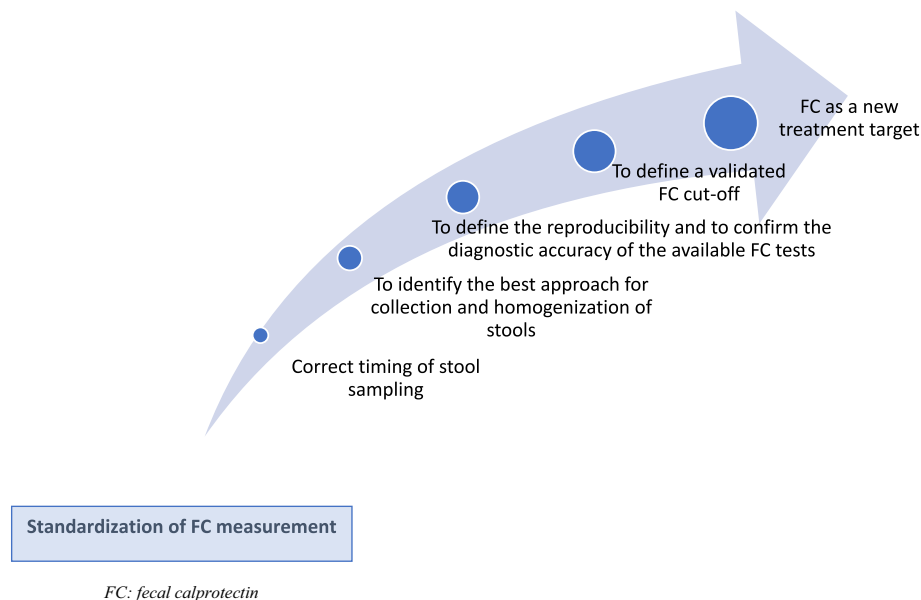 FC as a new
treatment target
To define a validated
FC cut-off
To define the reproducibility and to confirm the
diagnostic accuracy of the available FC tests
To identify the best approach for
collection and homogenization of
stools
Correct timing of stool
sampling
Standardization of FC measurement
FC: fecal calprotectin